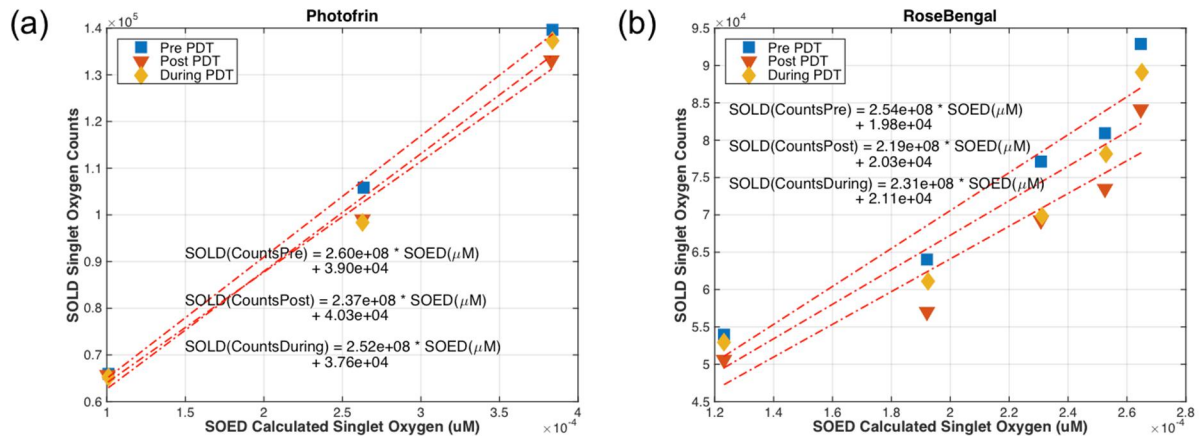 (a)
Photofrin
×10⁵
Pre PDT
Post PDT
During PDT
1.4
1.3
1.2
1.1
1
0.9
0.8
0.7
0.6
SOLD Singlet Oxygen Counts
SOLD(CountsPre) = 2.60e+08 * SOED(μM)
+ 3.90e+04
SOLD(CountsPost) = 2.37e+08 * SOED(μM)
+ 4.03e+04
SOLD(CountsDuring) = 2.52e+08 * SOED(μM)
+ 3.76e+04
1 1.5 2 2.5 3 3.5 4
SOED Calculated Singlet Oxygen (uM)
×10⁻⁴
(b)
RoseBengal
×10⁴
Pre PDT
Post PDT
During PDT
9.5
9
8.5
8
7.5
7
6.5
6
5.5
5
4.5
SOLD Singlet Oxygen Counts
SOLD(CountsPre) = 2.54e+08 * SOED(μM)
+ 1.98e+04
SOLD(CountsPost) = 2.19e+08 * SOED(μM)
+ 2.03e+04
SOLD(CountsDuring) = 2.31e+08 * SOED(μM)
+ 2.11e+04
1.2 1.4 1.6 1.8 2 2.2 2.4 2.6 2.8
SOED Calculated Singlet Oxygen (uM)
×10⁻⁴